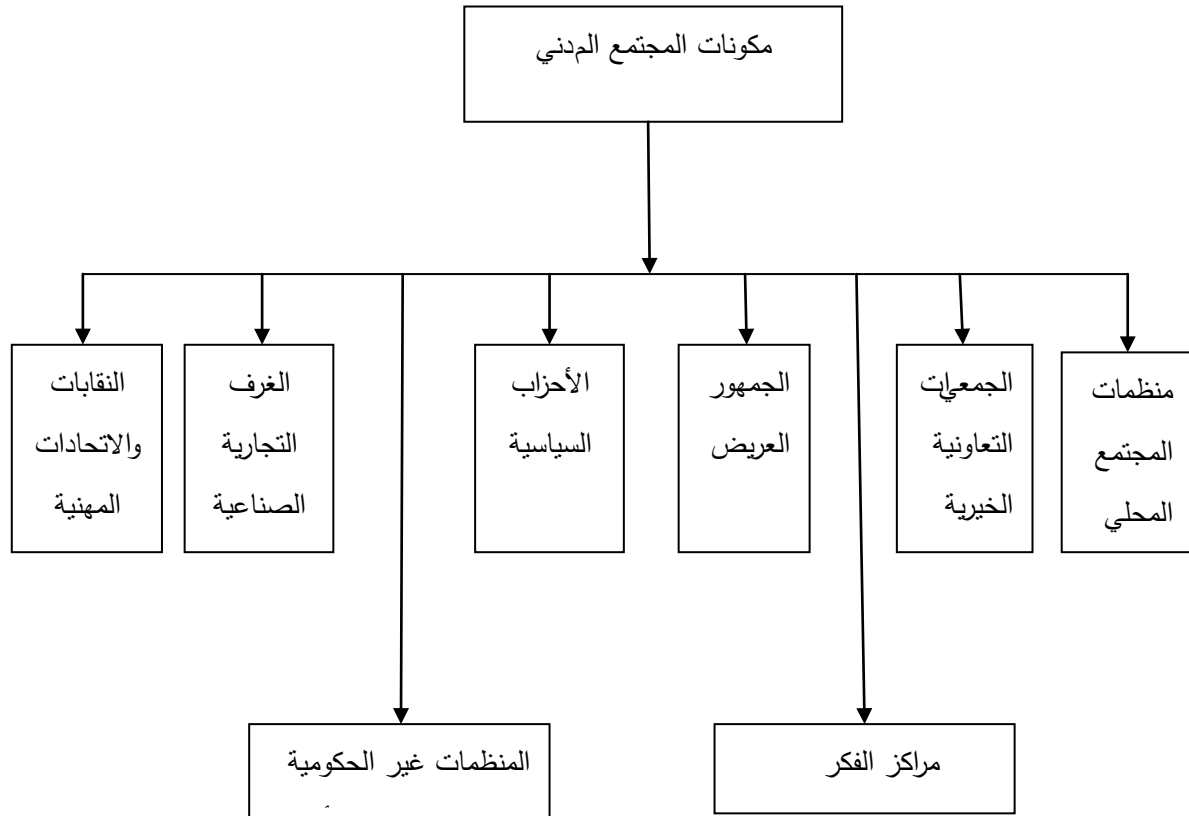 مكونات المجتمع المدني
منظمات
المجتمع
المحلي
الجمعيات
التعاونية
الخيرية
الجمهور
العريض
الأحزاب
السياسية
الغرف
التجارية
الصناعية
النقابات
والاتحادات
المهنية
مراكز الفكر
المنظمات غير الحكومية